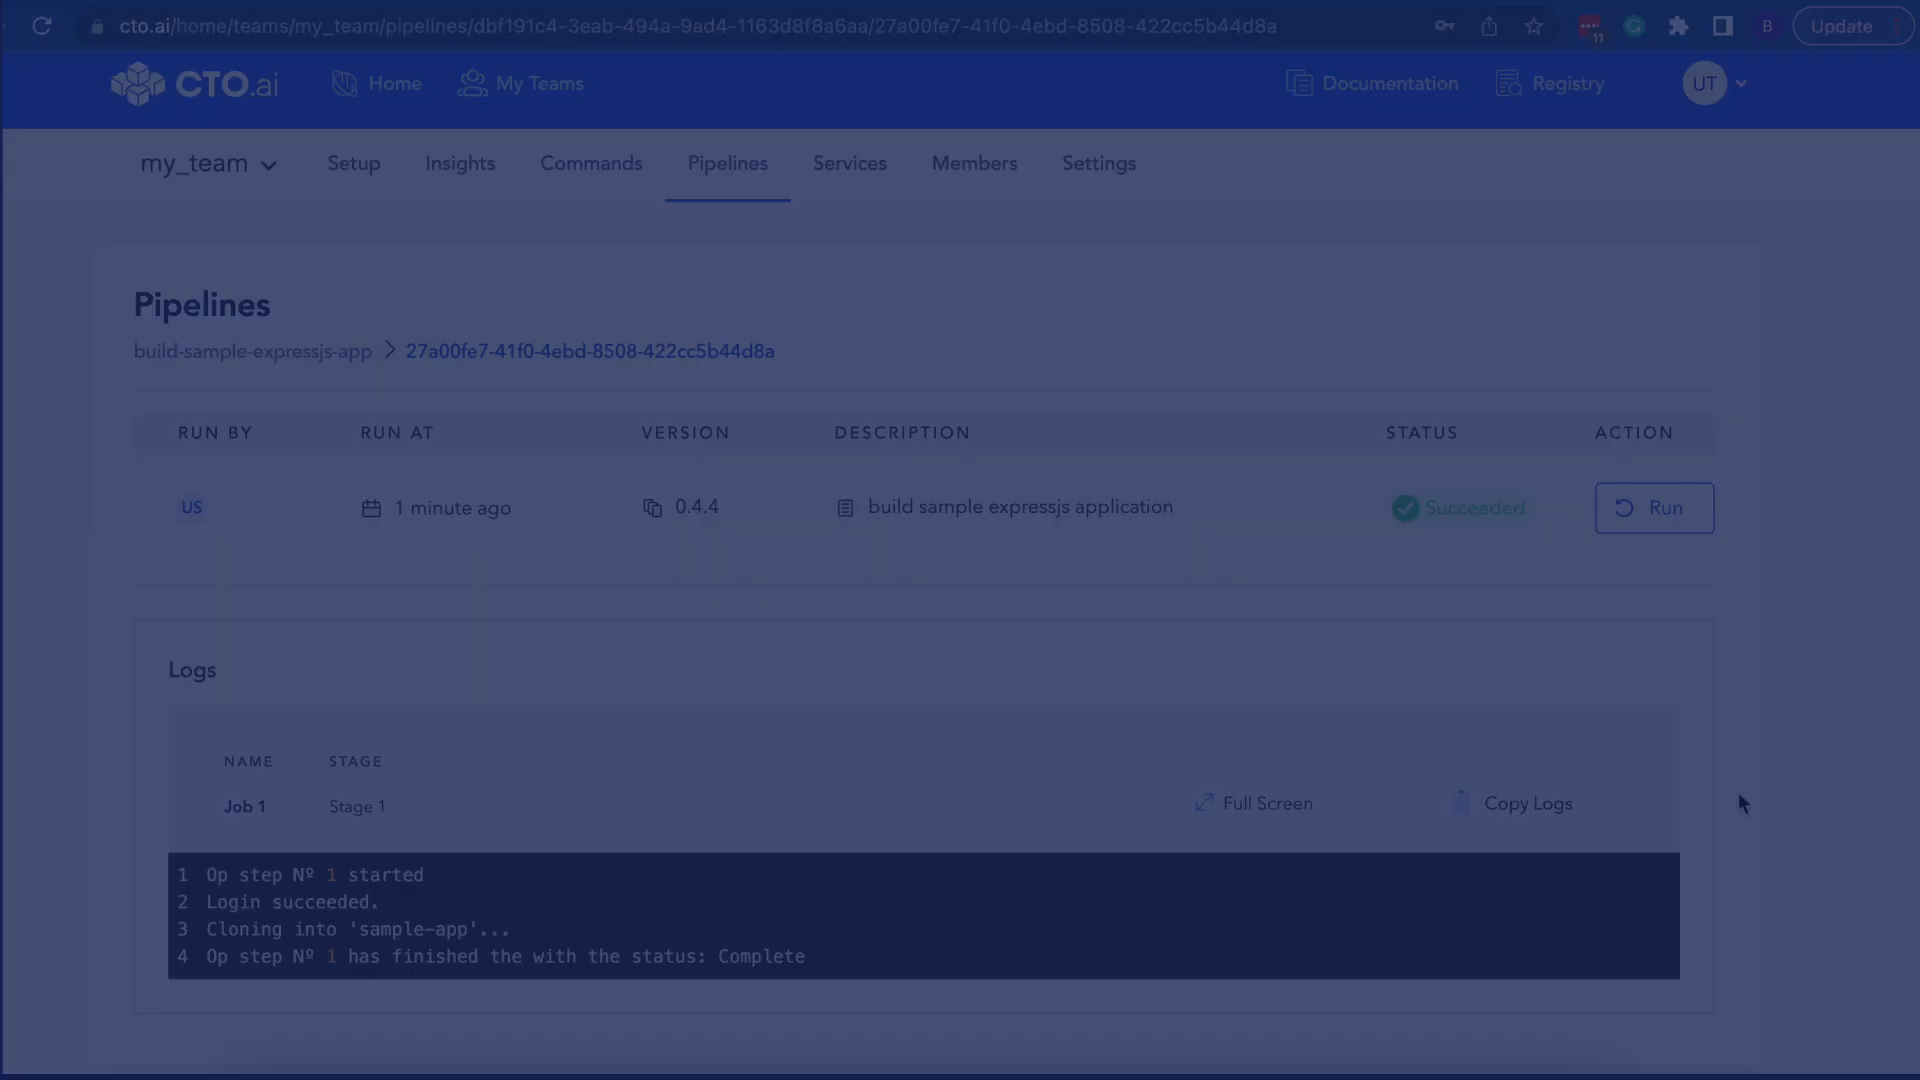 cto.ai/home/teams/my_team/pipelines/dbf191c4-3eab-494a-9ad4-1163d8f8a6aa/27a00fe7-41f0-4ebd-8508-422cc5b44d8a
11
B
Update
CTO.ai
Home
My Teams
Documentation
Registry
UT
my_team
Setup
Insights
Commands
Pipelines
Services
Members
Settings
Pipelines
build-sample-expressjs-app > 27a00fe7-41f0-4ebd-8508-422cc5b44d8a
RUN BY
RUN AT
VERSION
DESCRIPTION
STATUS
ACTION
US
1 minute ago
0.4.4
build sample expressjs application
Succeeded
Run
Logs
NAME
STAGE
Job 1
Stage 1
Full Screen
Copy Logs
1 Op step Nº 1 started
2 Login succeeded.
3 Cloning into 'sample-app'...
4 Op step Nº 1 has finished the with the status: Complete